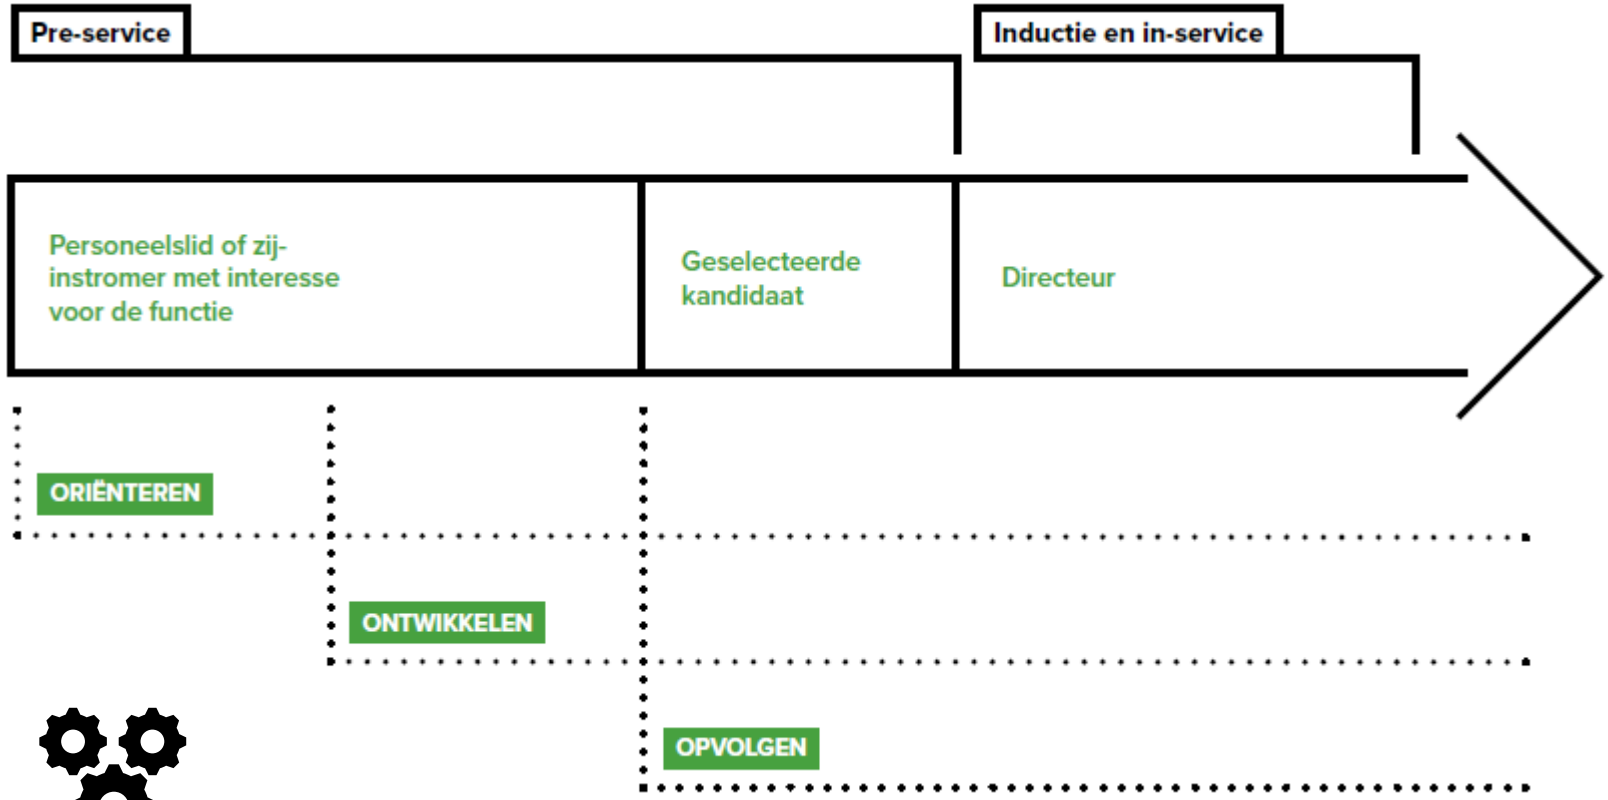 Pre-service
Inductie en in-service
Personeelslid of zij-
instromer met interesse
voor de functie
Geselecteerde
kandidaat
Directeur
ORIËNTEREN
ONTWIKKELEN
OPVOLGEN